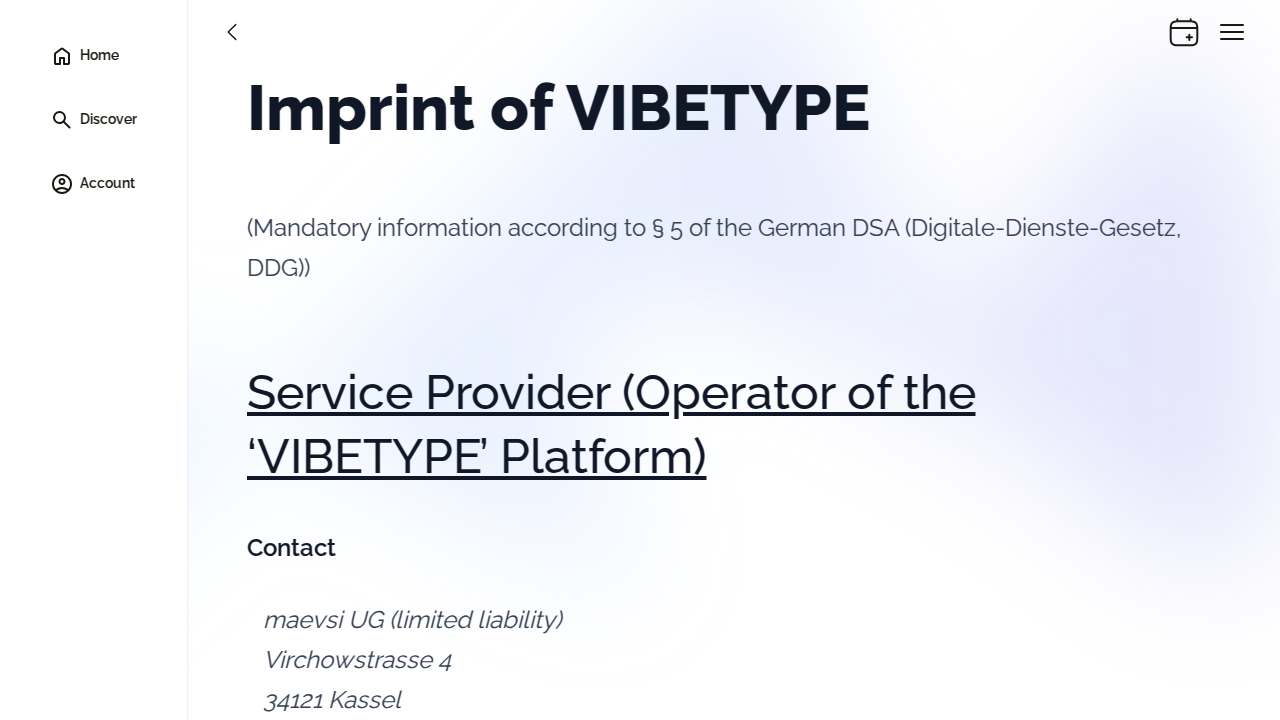 Home
Discover
Account
Imprint of VIBETYPE
(Mandatory information according to § 5 of the German DSA (Digitale-Dienste-Gesetz,
DDG))
Service Provider (Operator of the
‘VIBETYPE’ Platform)
Contact
maevsi UG (limited liability)
Virchowstrasse 4
34121 Kassel